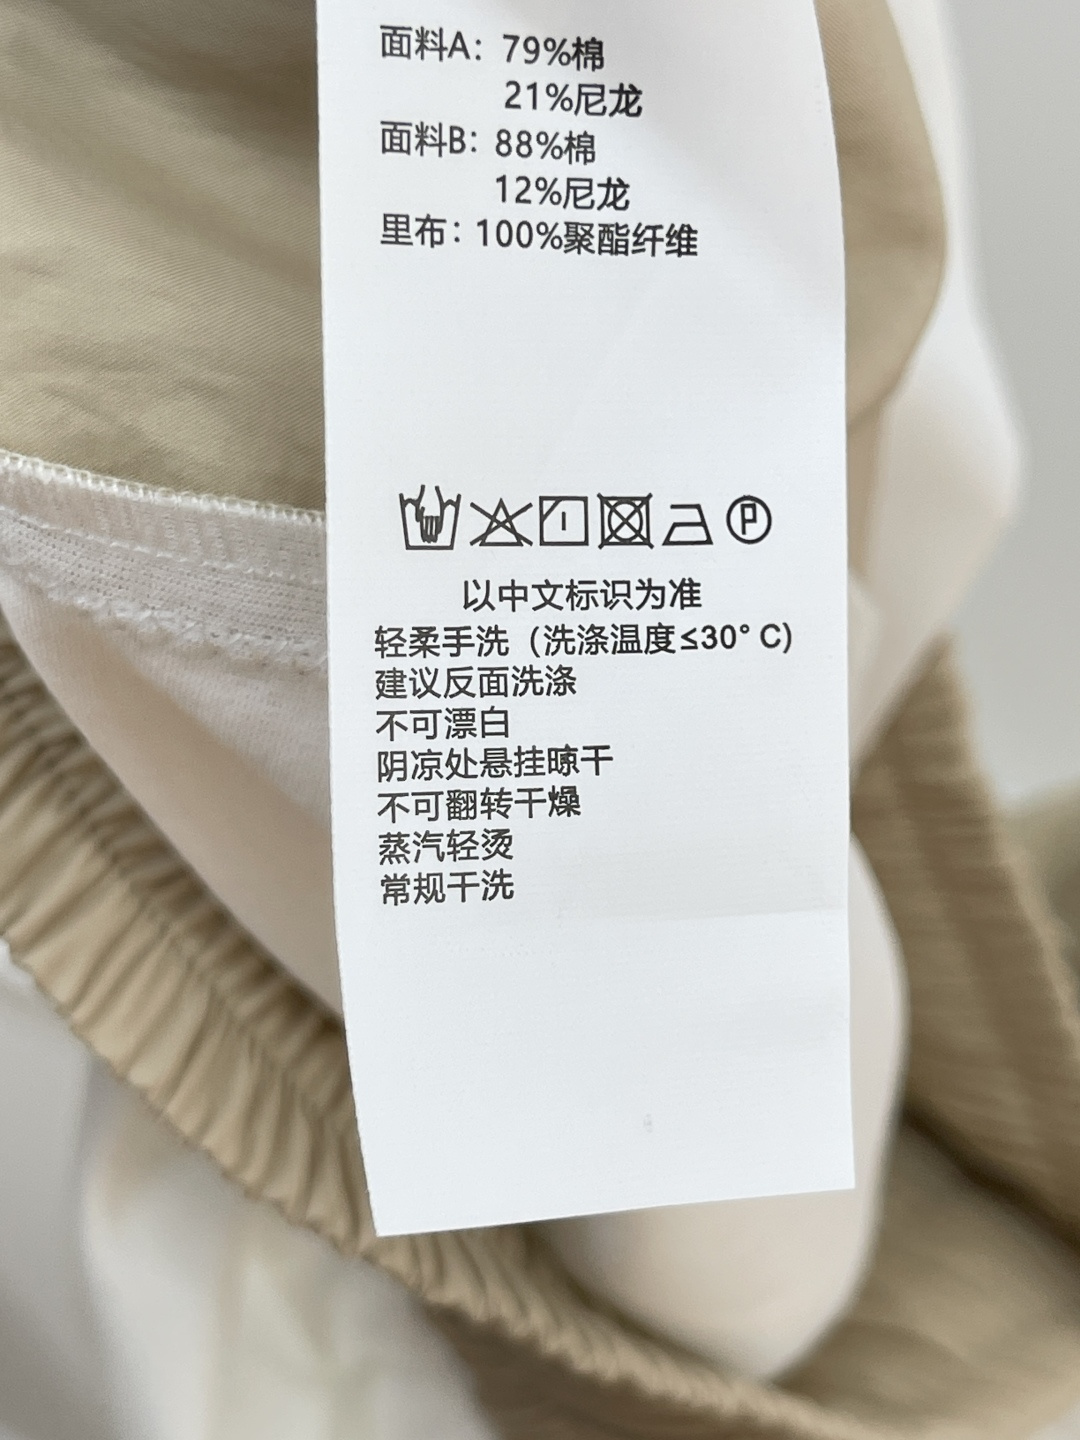 面料A：79%棉
21%尼龙
面料B：88%棉
12%尼龙
里布：100%聚酯纤维
以中文标识为准
轻柔手洗（洗涤温度≤30°C)
建议反面洗涤
不可漂白
阴凉处悬挂晾干
不可翻转干燥
蒸汽轻烫
常规干洗